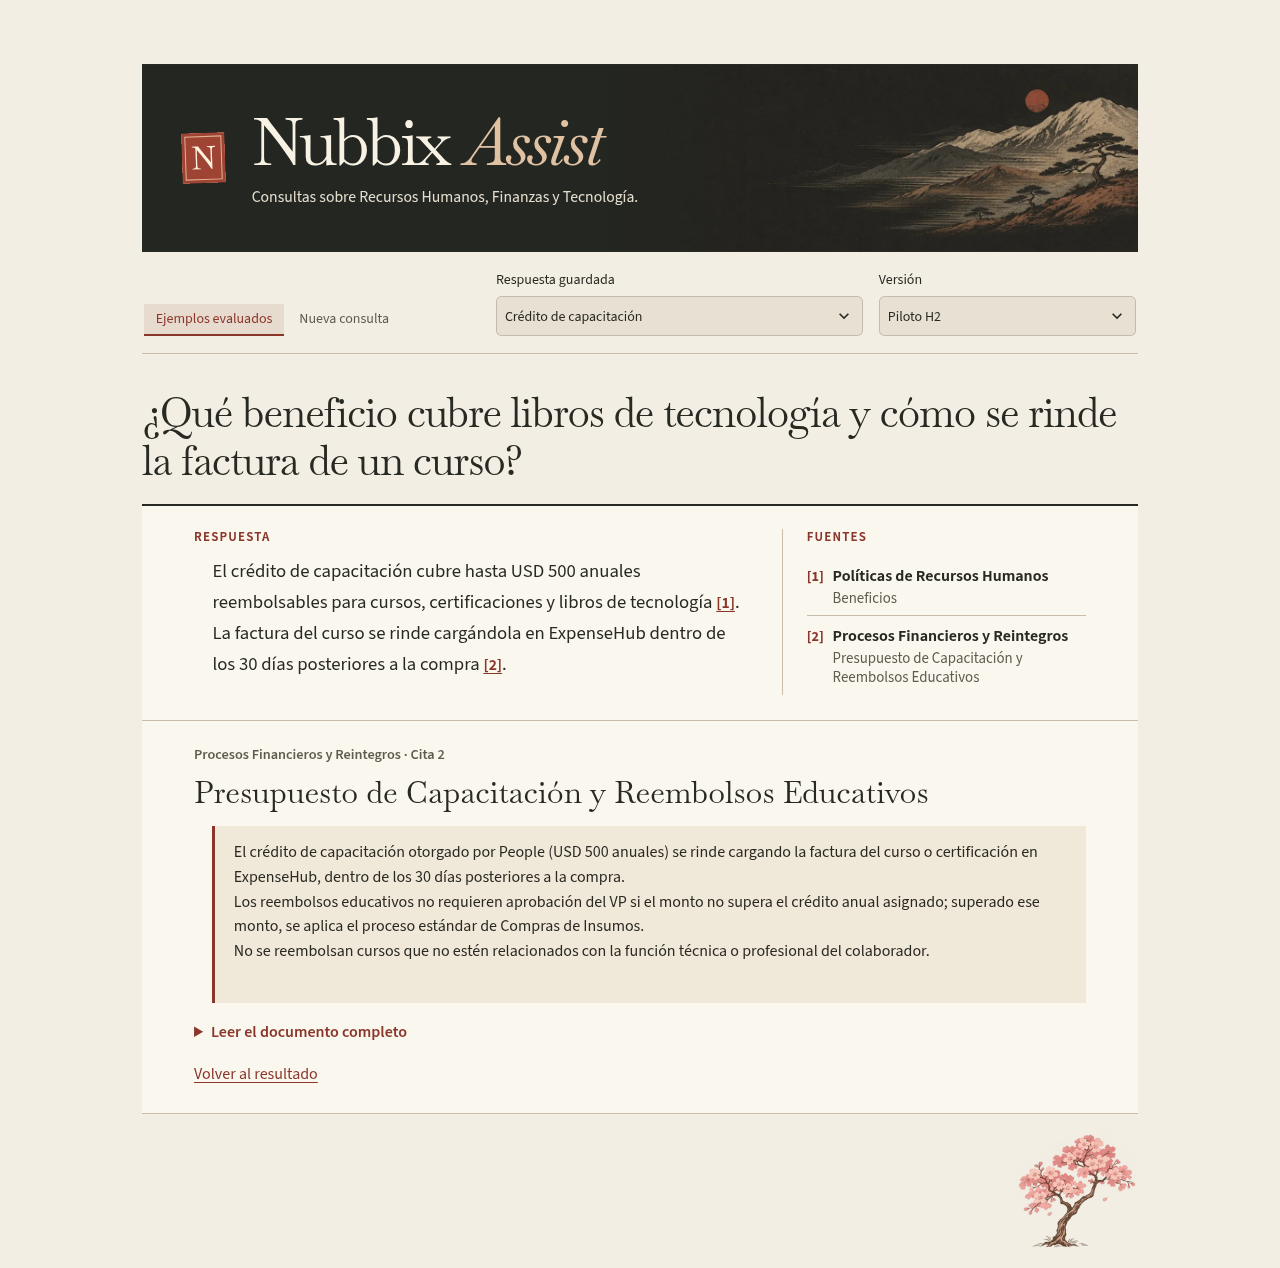 N
Nubbix Assist
Consultas sobre Recursos Humanos, Finanzas y Tecnología.
Ejemplos evaluados
Nueva consulta
Respuesta guardada
Crédito de capacitación
Versión
Piloto H2
¿Qué beneficio cubre libros de tecnología y cómo se rinde
la factura de un curso?
RESPUESTA
El crédito de capacitación cubre hasta USD 500 anuales
reembolsables para cursos, certificaciones y libros de tecnología [1].
La factura del curso se rinde cargándola en ExpenseHub dentro de
los 30 días posteriores a la compra [2].
FUENTES
[1] Políticas de Recursos Humanos
Beneficios
[2] Procesos Financieros y Reintegros
Presupuesto de Capacitación y
Reembolsos Educativos
Procesos Financieros y Reintegros · Cita 2
Presupuesto de Capacitación y Reembolsos Educativos
El crédito de capacitación otorgado por People (USD 500 anuales) se rinde cargando la factura del curso o certificación en
ExpenseHub, dentro de los 30 días posteriores a la compra.
Los reembolsos educativos no requieren aprobación del VP si el monto no supera el crédito anual asignado; superado ese
monto, se aplica el proceso estándar de Compras de Insumos.
No se reembolsan cursos que no estén relacionados con la función técnica o profesional del colaborador.
Leer el documento completo
Volver al resultado